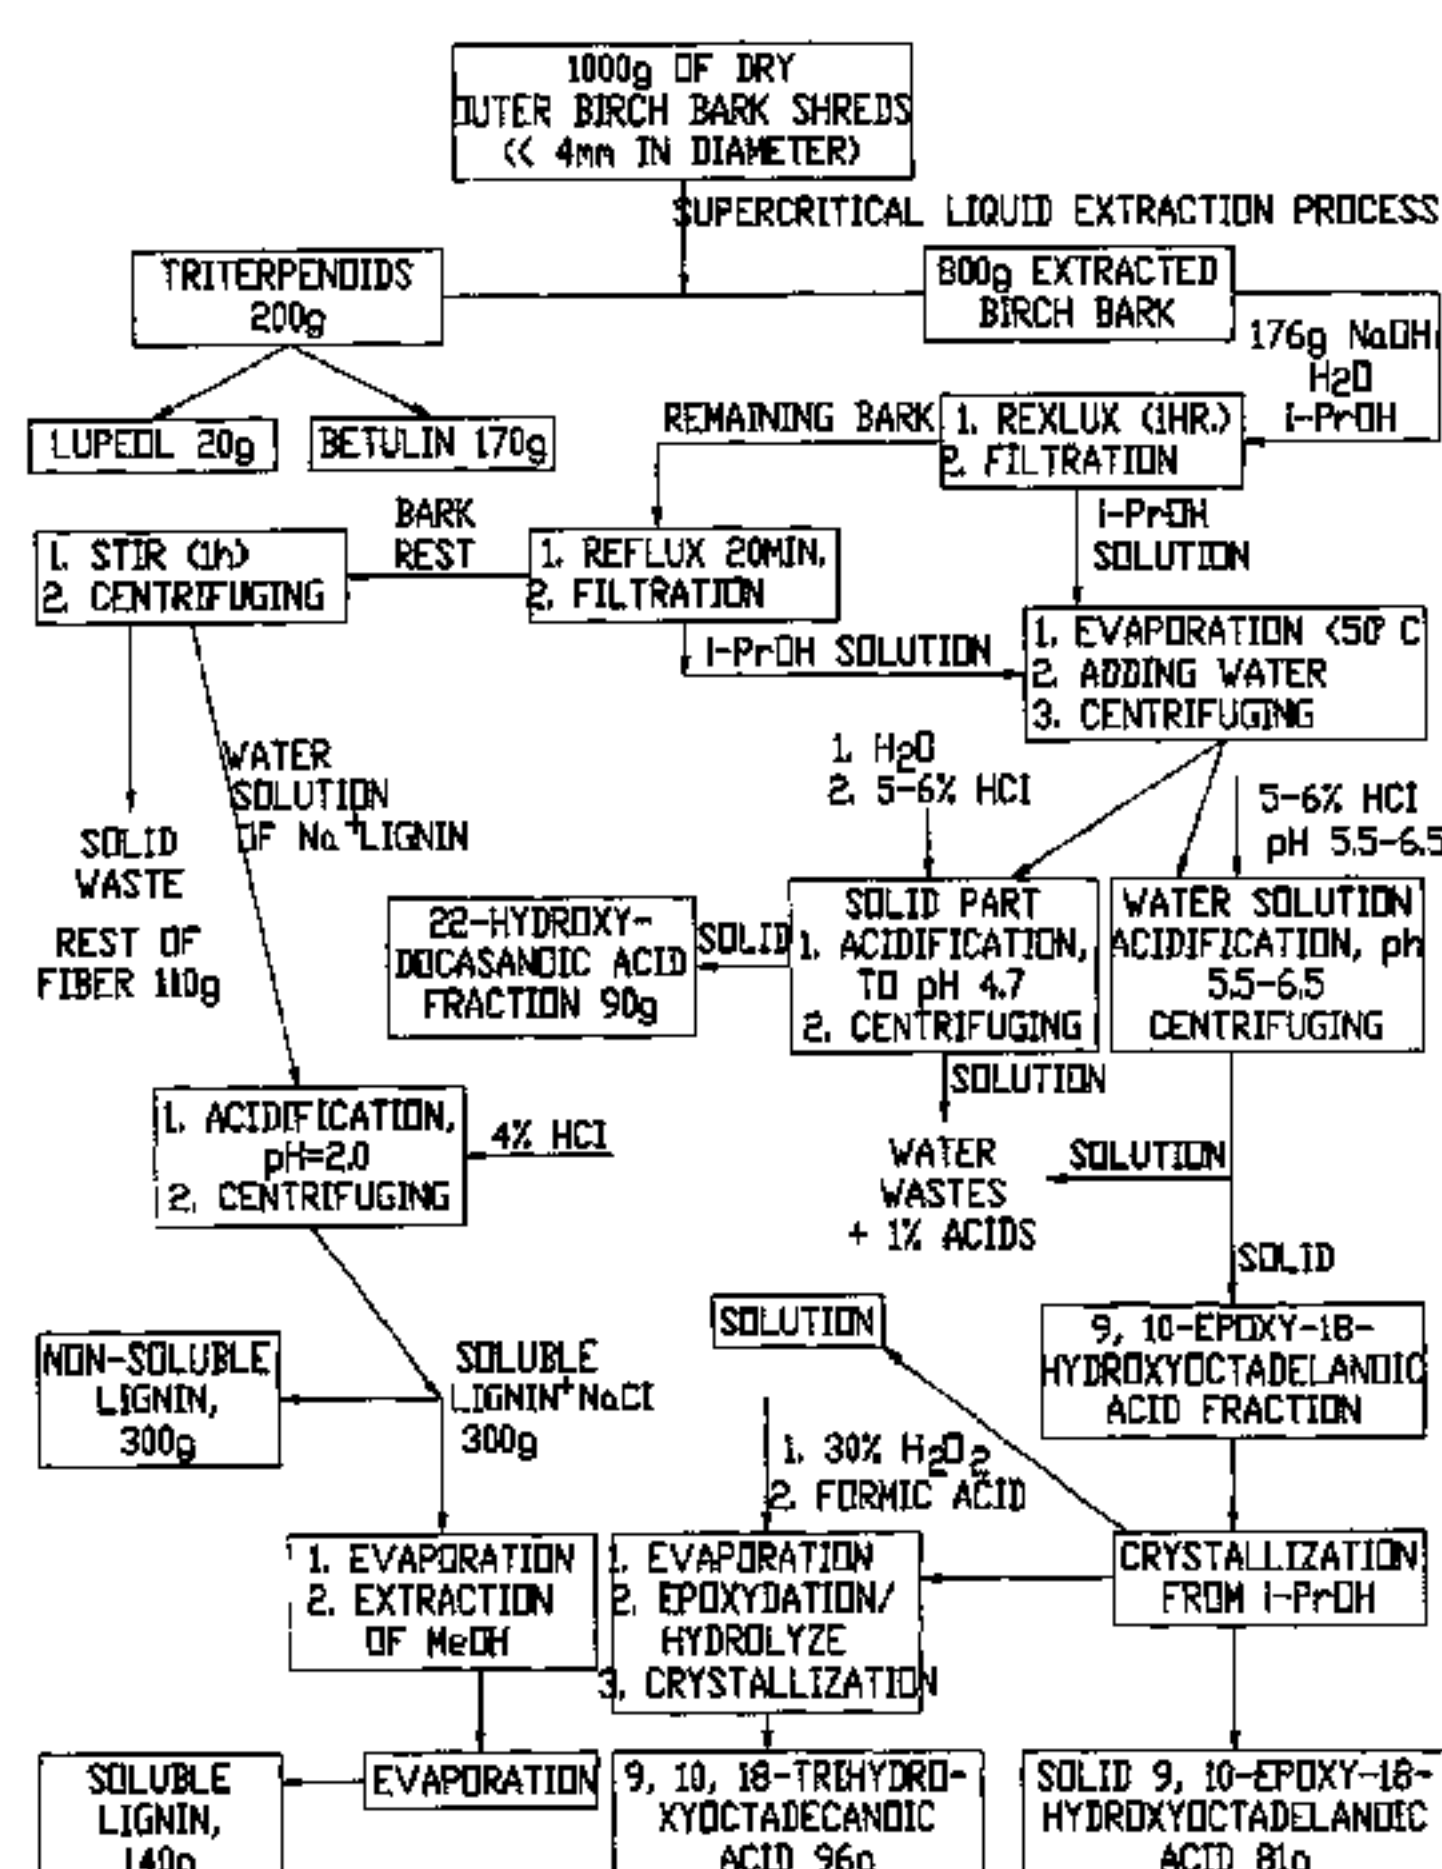 1000g OF DRY
OUTER BIRCH BARK SHREDS
(< 4mm IN DIAMETER)
SUPERCRITICAL LIQUID EXTRACTION PROCESS
TRITERPENOIDS
200g
800g EXTRACTED
BIRCH BARK
176g NaOH
H2O
i-PrOH
LUPEOL 20g
BETULIN 170g
REMAINING BARK
1. REXLUX (1HR.)
2. FILTRATION
BARK
REST
i-PrOH
SOLUTION
1. STIR (1h)
2. CENTRIFUGING
1. REFLUX 20MIN,
2. FILTRATION
i-PrOH SOLUTION
1. EVAPORATION <50° C
2. ADDING WATER
3. CENTRIFUGING
WATER
SOLUTION
OF Na+LIGNIN
1. H2O
2. 5-6% HCl
5-6% HCl
pH 5.5-6.5
SOLID
WASTE
REST OF
FIBER 110g
22-HYDROXY-
DOCASANOIC ACID
FRACTION 90g
SOLID
SOLID PART
1. ACIDIFICATION,
TO pH 4.7
2. CENTRIFUGING
WATER SOLUTION
ACIDIFICATION, ph
5.5-6.5
CENTRIFUGING
SOLUTION
1. ACIDIFICATION,
pH=2.0
2. CENTRIFUGING
4% HCl
WATER
WASTES
+ 1% ACIDS
SOLUTION
SOLID
SOLUTION
9, 10-EPOXY-18-
HYDROXYOCTADELANOIC
ACID FRACTION
NON-SOLUBLE
LIGNIN,
300g
SOLUBLE
LIGNIN+NaCl
300g
1. 30% H2O2
2. FORMIC ACID
1. EVAPORATION
2. EXTRACTION
OF MeOH
1. EVAPORATION
2. EPOXYDATION/
HYDROLYZE
3. CRYSTALLIZATION
CRYSTALLIZATION
FROM i-PrOH
SOLUBLE
LIGNIN,
140g
EVAPORATION
9, 10, 18-TRIHYDRO-
XYOCTADECANOIC
ACID 96g
SOLID 9, 10-EPOXY-18-
HYDROXYOCTADELANOIC
ACID 81g